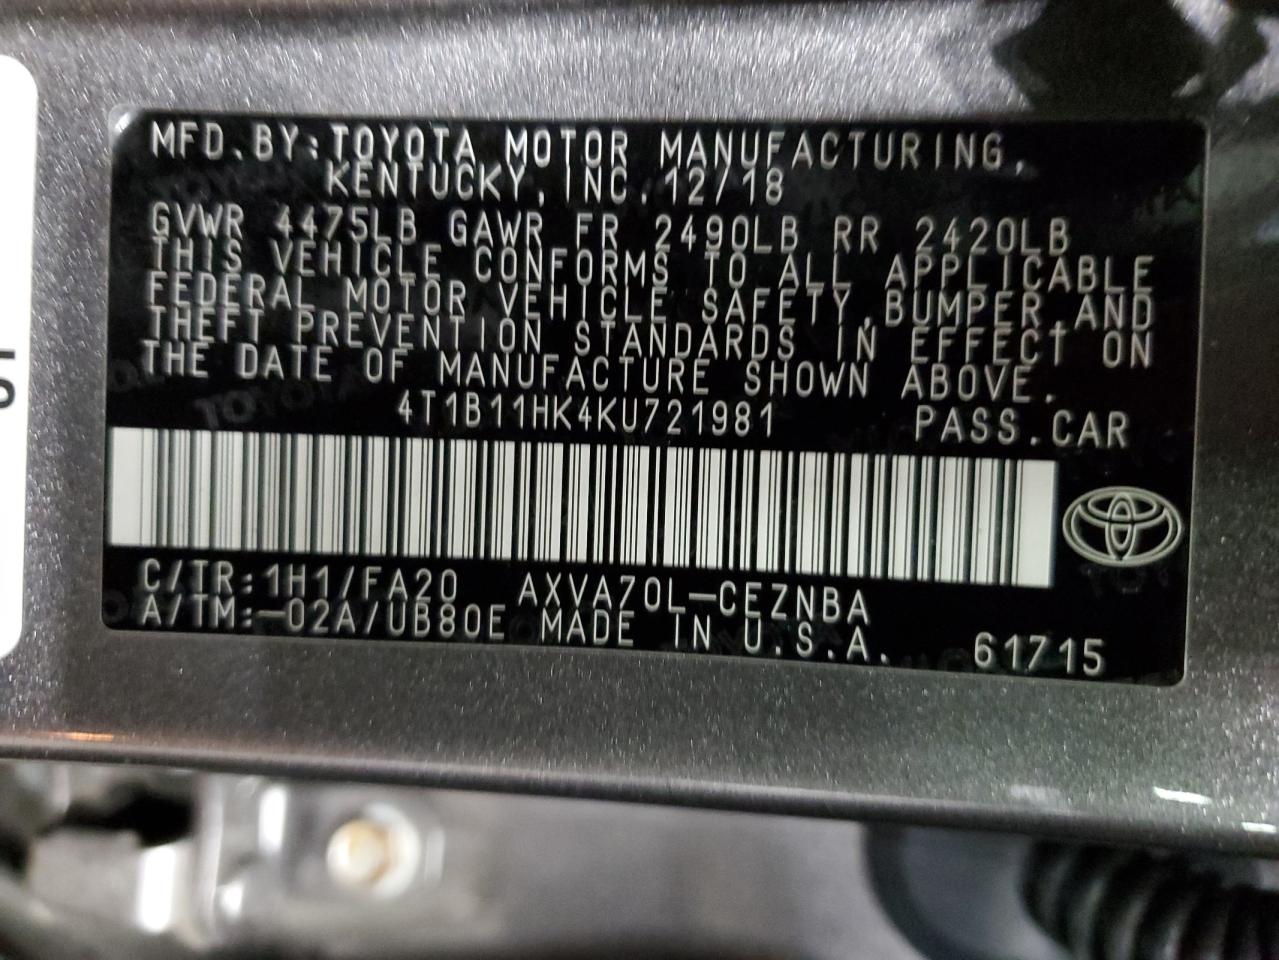 MFD.BY:TOYOTA MOTOR MANUFACTURING,
KENTUCKY, INC. 12/18
GVWR 4475LB GAWR FR 2490LB RR 2420LB
THIS VEHICLE CONFORMS TO ALL APPLICABLE
FEDERAL MOTOR VEHICLE SAFETY,BUMPER,AND
THEFT PREVENTION STANDARDS IN EFFECT ON
THE DATE OF MANUFACTURE SHOWN ABOVE.
4T1B11HK4KU721981 PASS.CAR
C/TR:1H1/FA20 AXVA70L-CEZNBA
A/TM:-02A/UB80E MADE IN U.S.A. 61715